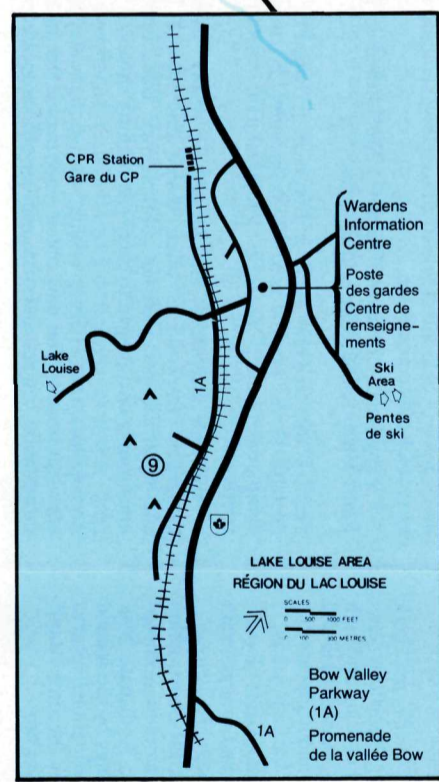 CPR Station
Gare du CP
Wardens
Information
Centre
Poste
des gardes
Centre de
renseigne-
ments
Lake
Louise
1A
Ski
Area
Pentes
de ski
9
LAKE LOUISE AREA
RÉGION DU LAC LOUISE
SCALES
0 500 1000 FEET
0 100 300 METRES
Bow Valley
Parkway
(1A)
1A
Promenade
de la vallée Bow